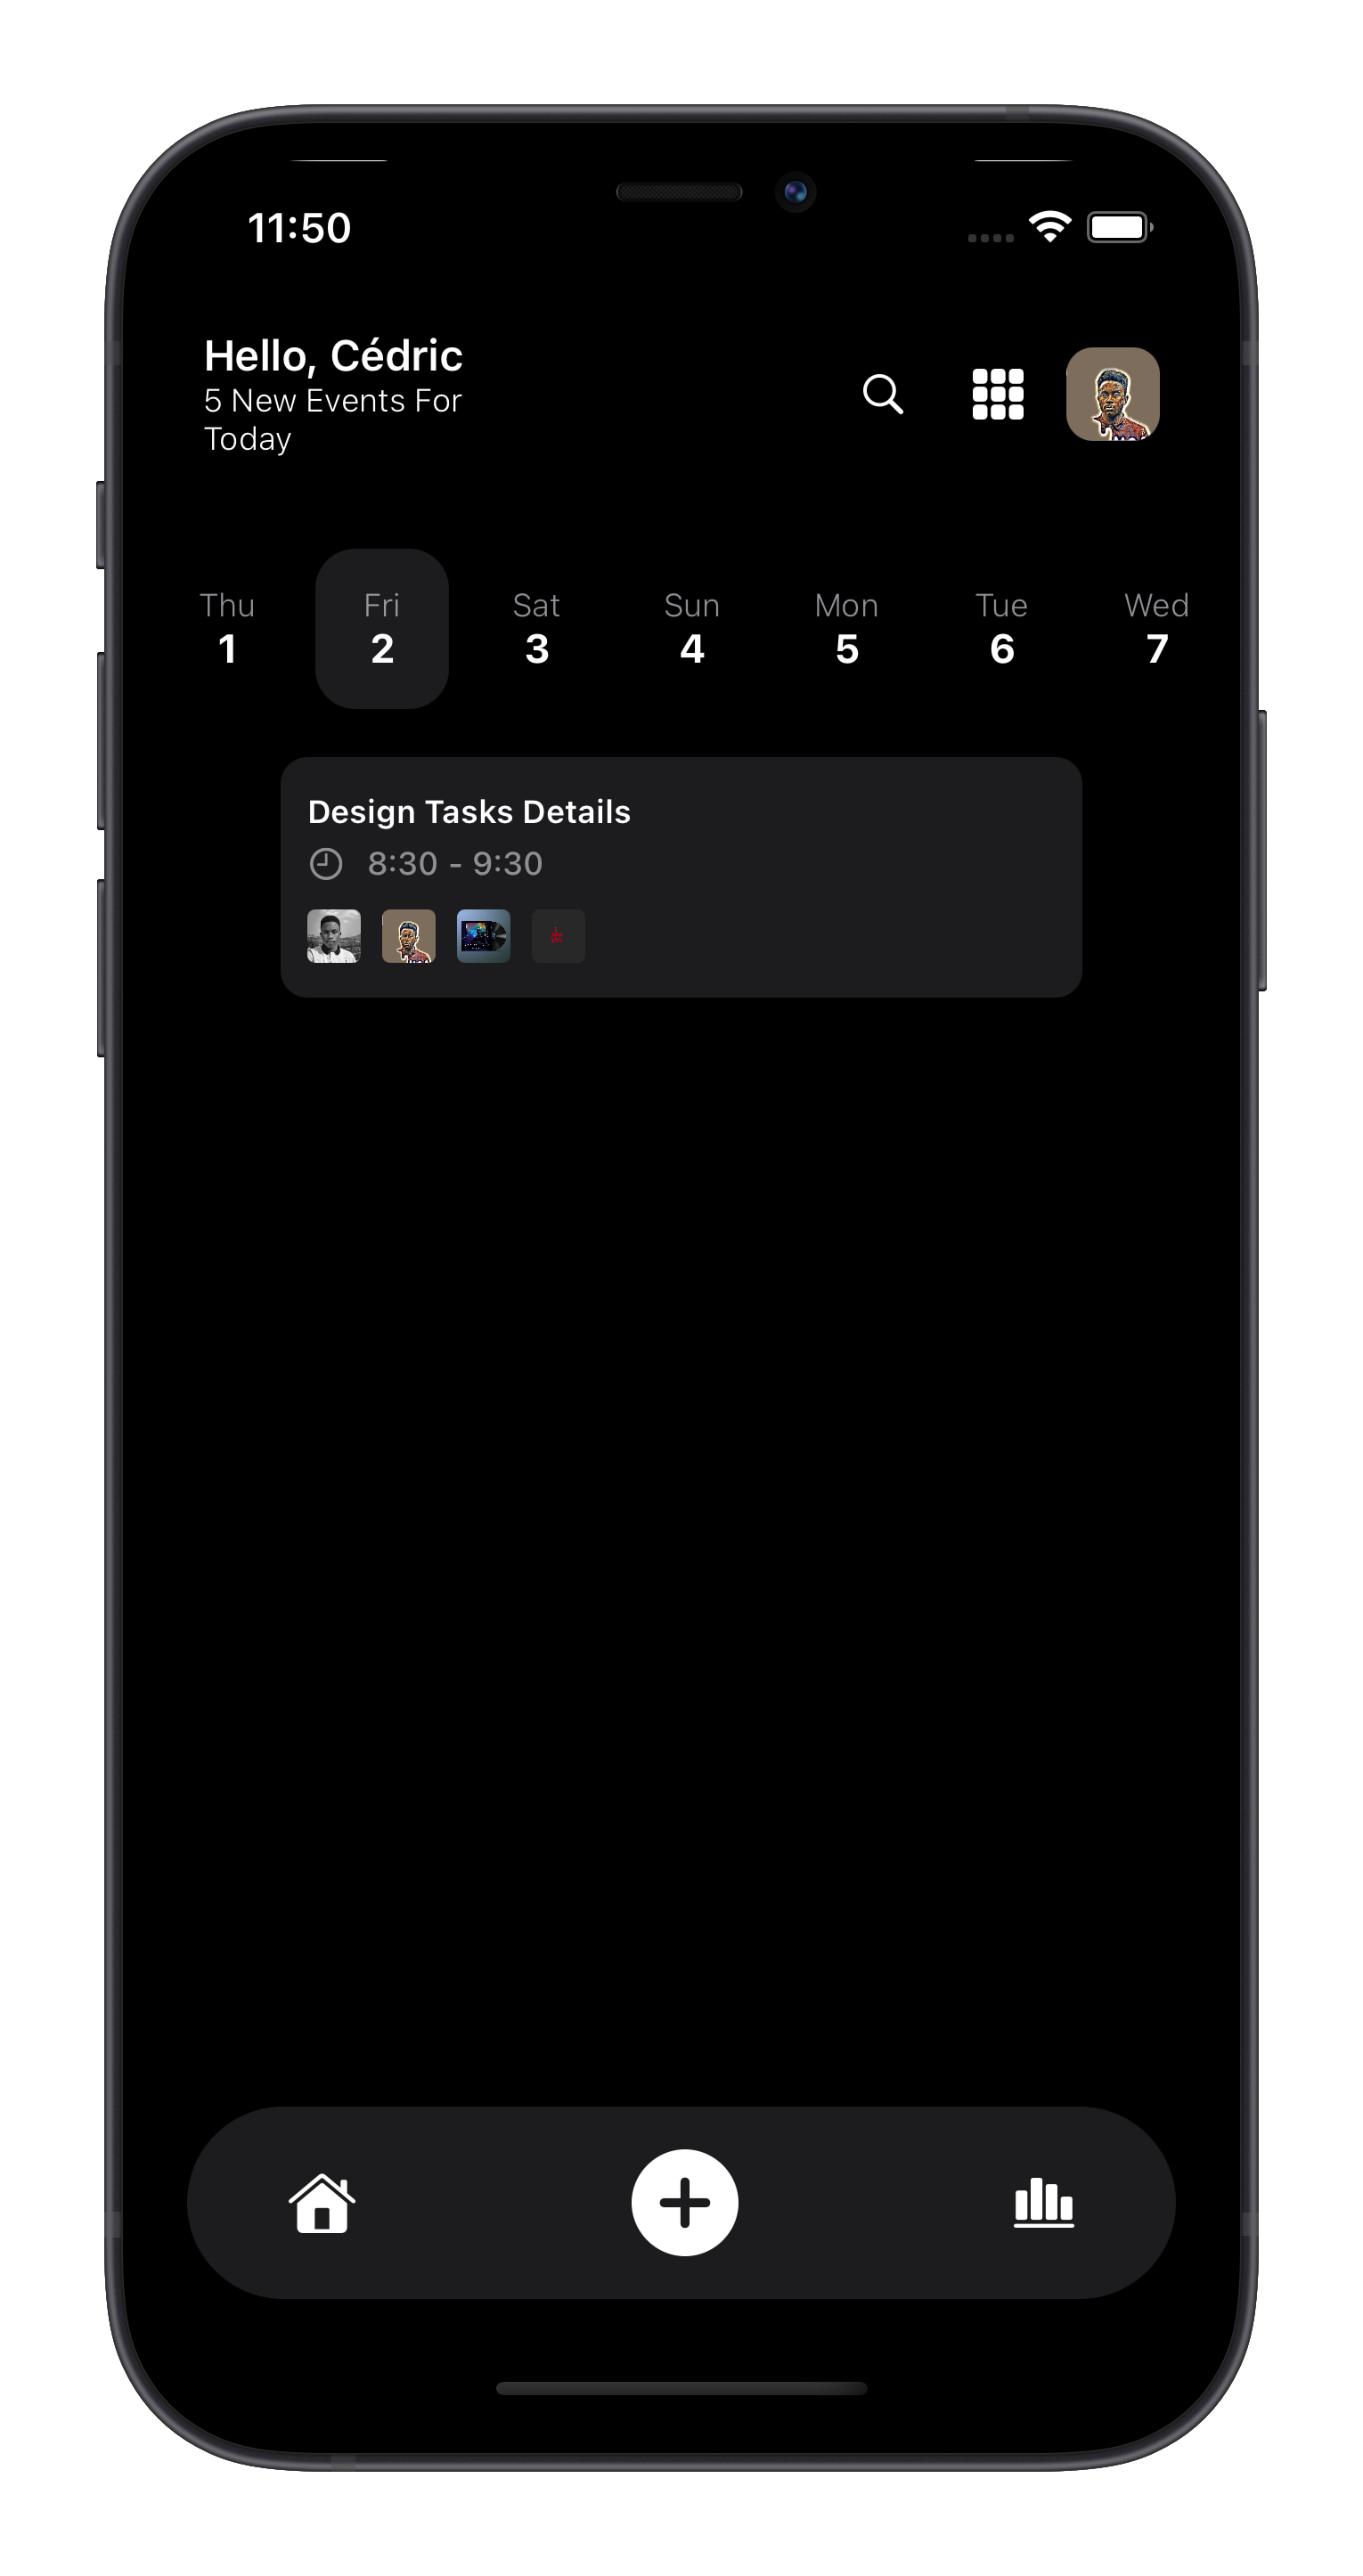 11:50
Hello, Cédric
5 New Events For
Today
Thu Fri Sat Sun Mon Tue Wed
1 2 3 4 5 6 7
Design Tasks Details
8:30 - 9:30